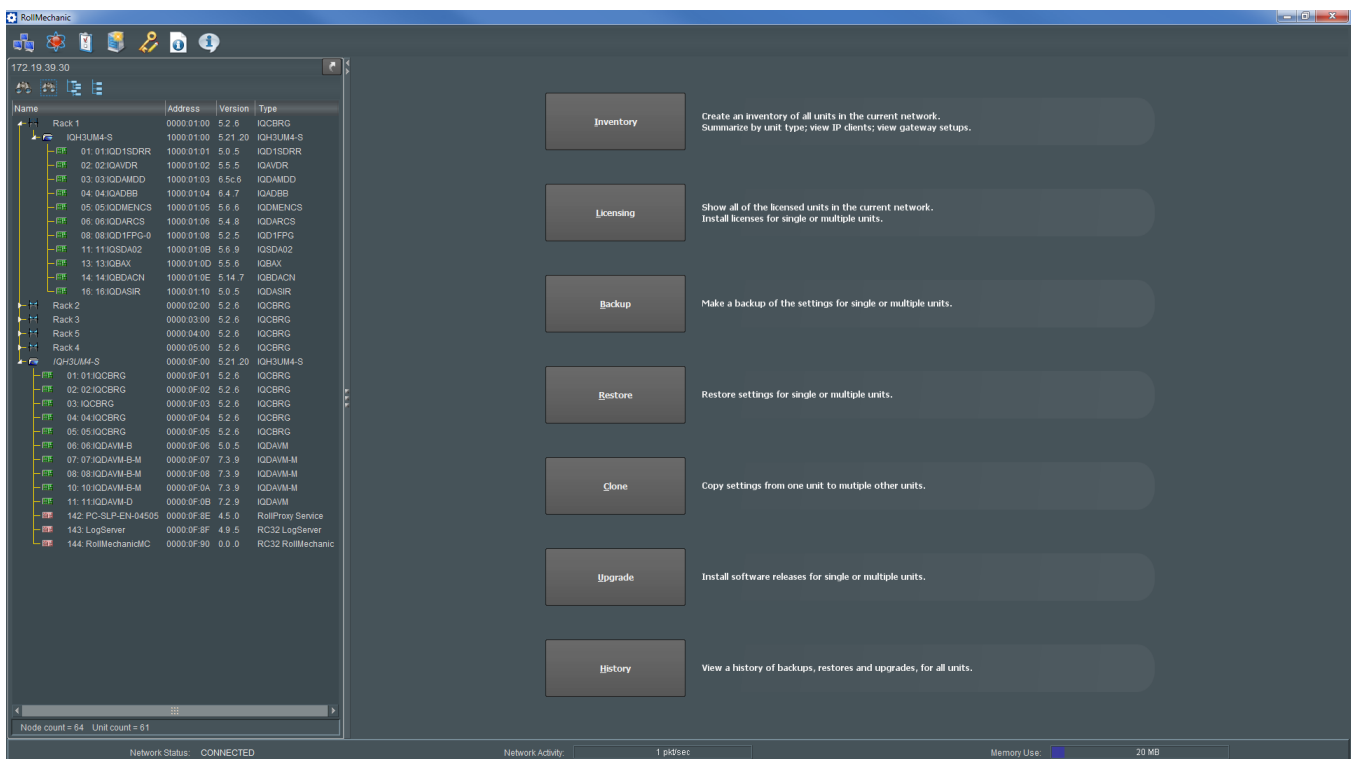 RollMechanic
172.19.39.30
Name Address Version Type
Rack 1 0000:01:00 5.2 .6 IQCBRG
IQH3UM4-S 1000:01:00 5.21 .20 IQH3UM4-S
01: 01:IQD1SDRR 1000:01:01 5.0 .5 IQD1SDRR
02: 02:IQAVDR 1000:01:02 5.5 .5 IQAVDR
03: 03:IQDAMDD 1000:01:03 6.5c.6 IQDAMDD
04: 04:IQADBB 1000:01:04 6.4 .7 IQADBB
05: 05:IQDMENCS 1000:01:05 5.6 .6 IQDMENCS
06: 06:IQDARCS 1000:01:06 5.4 .8 IQDARCS
08: 08:IQD1FPG-0 1000:01:08 5.2 .5 IQD1FPG
11: 11:IQSDA02 1000:01:0B 5.6 .9 IQSDA02
13: 13:IQBAX 1000:01:0D 5.5 .6 IQBAX
14: 14:IQBDACN 1000:01:0E 5.14 .7 IQBDACN
16: 16:IQDASIR 1000:01:10 5.0 .5 IQDASIR
Rack 2 0000:02:00 5.2 .6 IQCBRG
Rack 3 0000:03:00 5.2 .6 IQCBRG
Rack 5 0000:04:00 5.2 .6 IQCBRG
Rack 4 0000:05:00 5.2 .6 IQCBRG
IQH3UM4-S 0000:0F:00 5.21 .20 IQH3UM4-S
01: 01:IQCBRG 0000:0F:01 5.2 .6 IQCBRG
02: 02:IQCBRG 0000:0F:02 5.2 .6 IQCBRG
03: IQCBRG 0000:0F:03 5.2 .6 IQCBRG
04: 04:IQCBRG 0000:0F:04 5.2 .6 IQCBRG
05: 05:IQCBRG 0000:0F:05 5.2 .6 IQCBRG
06: 06:IQDAVM-B 0000:0F:06 5.0 .5 IQDAVM
07: 07:IQDAVM-B-M 0000:0F:07 7.3 .9 IQDAVM-M
08: 08:IQDAVM-B-M 0000:0F:08 7.3 .9 IQDAVM-M
10: 10:IQDAVM-B-M 0000:0F:0A 7.3 .9 IQDAVM-M
11: 11:IQDAVM-D 0000:0F:0B 7.2 .9 IQDAVM
142: PC-SLP-EN-04505 0000:0F:8E 4.5 .0 RollProxy Service
143: LogServer 0000:0F:8F 4.9 .5 RC32 LogServer
144: RollMechanicMC 0000:0F:90 0.0 .0 RC32 RollMechanic
Node count = 64 Unit count = 61
Inventory
Create an inventory of all units in the current network.
Summarize by unit type; view IP clients; view gateway setups.
Licensing
Show all of the licensed units in the current network.
Install licenses for single or multiple units.
Backup
Make a backup of the settings for single or multiple units.
Restore
Restore settings for single or multiple units.
Clone
Copy settings from one unit to mutiple other units.
Upgrade
Install software releases for single or multiple units.
History
View a history of backups, restores and upgrades, for all units.
Network Status: CONNECTED Network Activity: 1 pkt/sec Memory Use: 20 MB